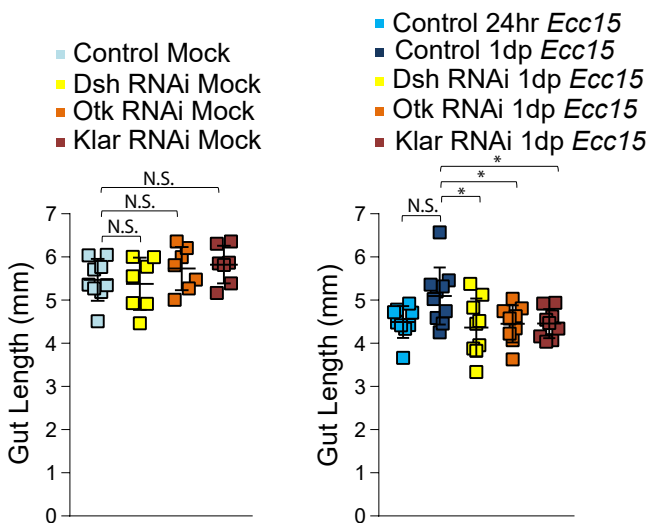 Control Mock
Dsh RNAi Mock
Otk RNAi Mock
Klar RNAi Mock
N.S.
N.S.
N.S.
7
6
5
4
3
2
1
0
Gut Length (mm)
Control 24hr Ecc15
Control 1dp Ecc15
Dsh RNAi 1dp Ecc15
Otk RNAi 1dp Ecc15
Klar RNAi 1dp Ecc15
*
*
N.S.
*
7
6
5
4
3
2
1
0
Gut Length (mm)